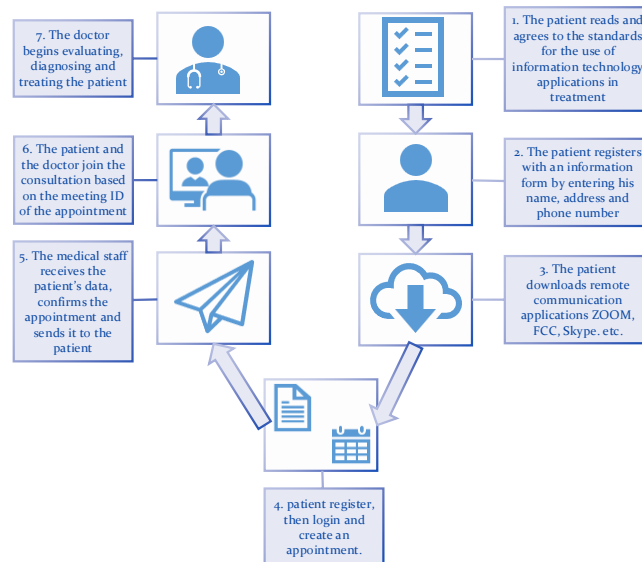 1. The patient reads and
agrees to the standards
for the use of
information technology
applications in
treatment
2. The patient registers
with an information
form by entering his
name, address and
phone number
3. The patient
downloads remote
communication
applications ZOOM,
FCC, Skype. etc.
4. patient register,
then login and
create an
appointment.
5. The medical staff
receives the
patient's data,
confirms the
appointment and
sends it to the
patient
6. The patient and
the doctor join the
consultation based
on the meeting ID
of the appointment
7. The doctor
begins evaluating,
diagnosing and
treating the patient